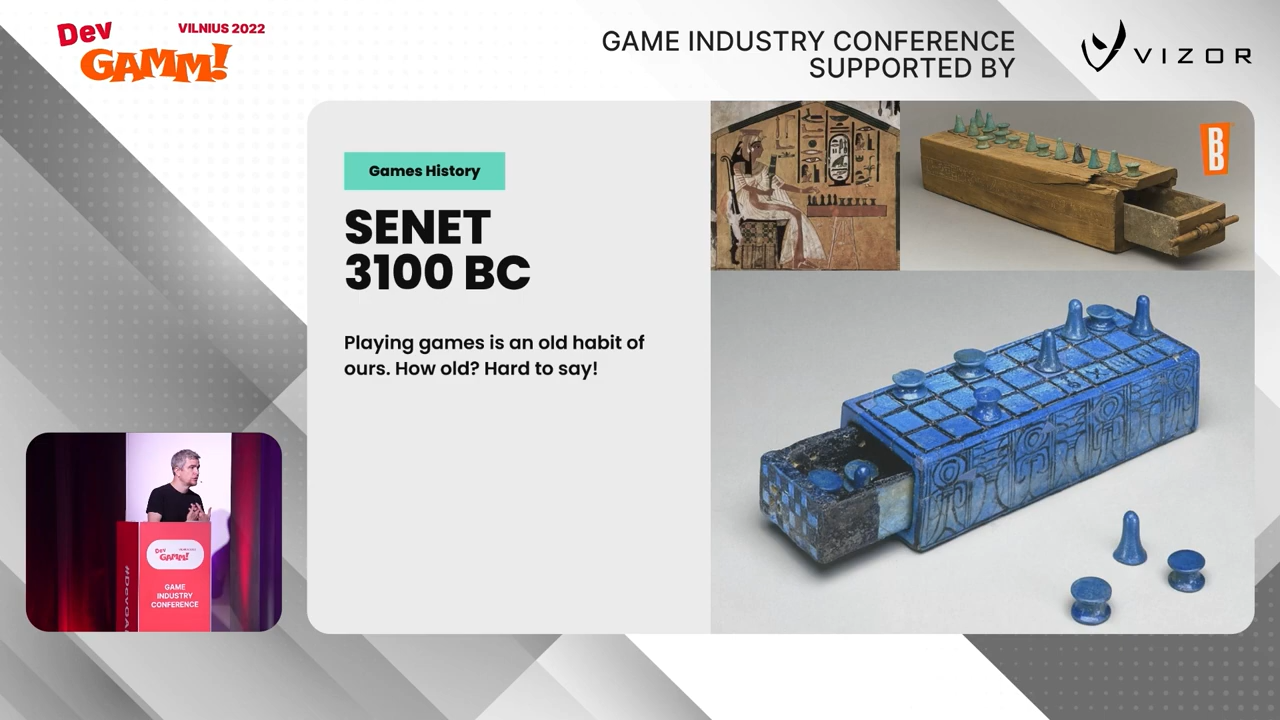 Dev
GAMM!
VILNIUS 2022
GAME INDUSTRY CONFERENCE
SUPPORTED BY
VIZOR
Games History
SENET
3100 BC
Playing games is an old habit of
ours. How old? Hard to say!
B
B
Dev
GAMM!
GAME
INDUSTRY
CONFERENCE